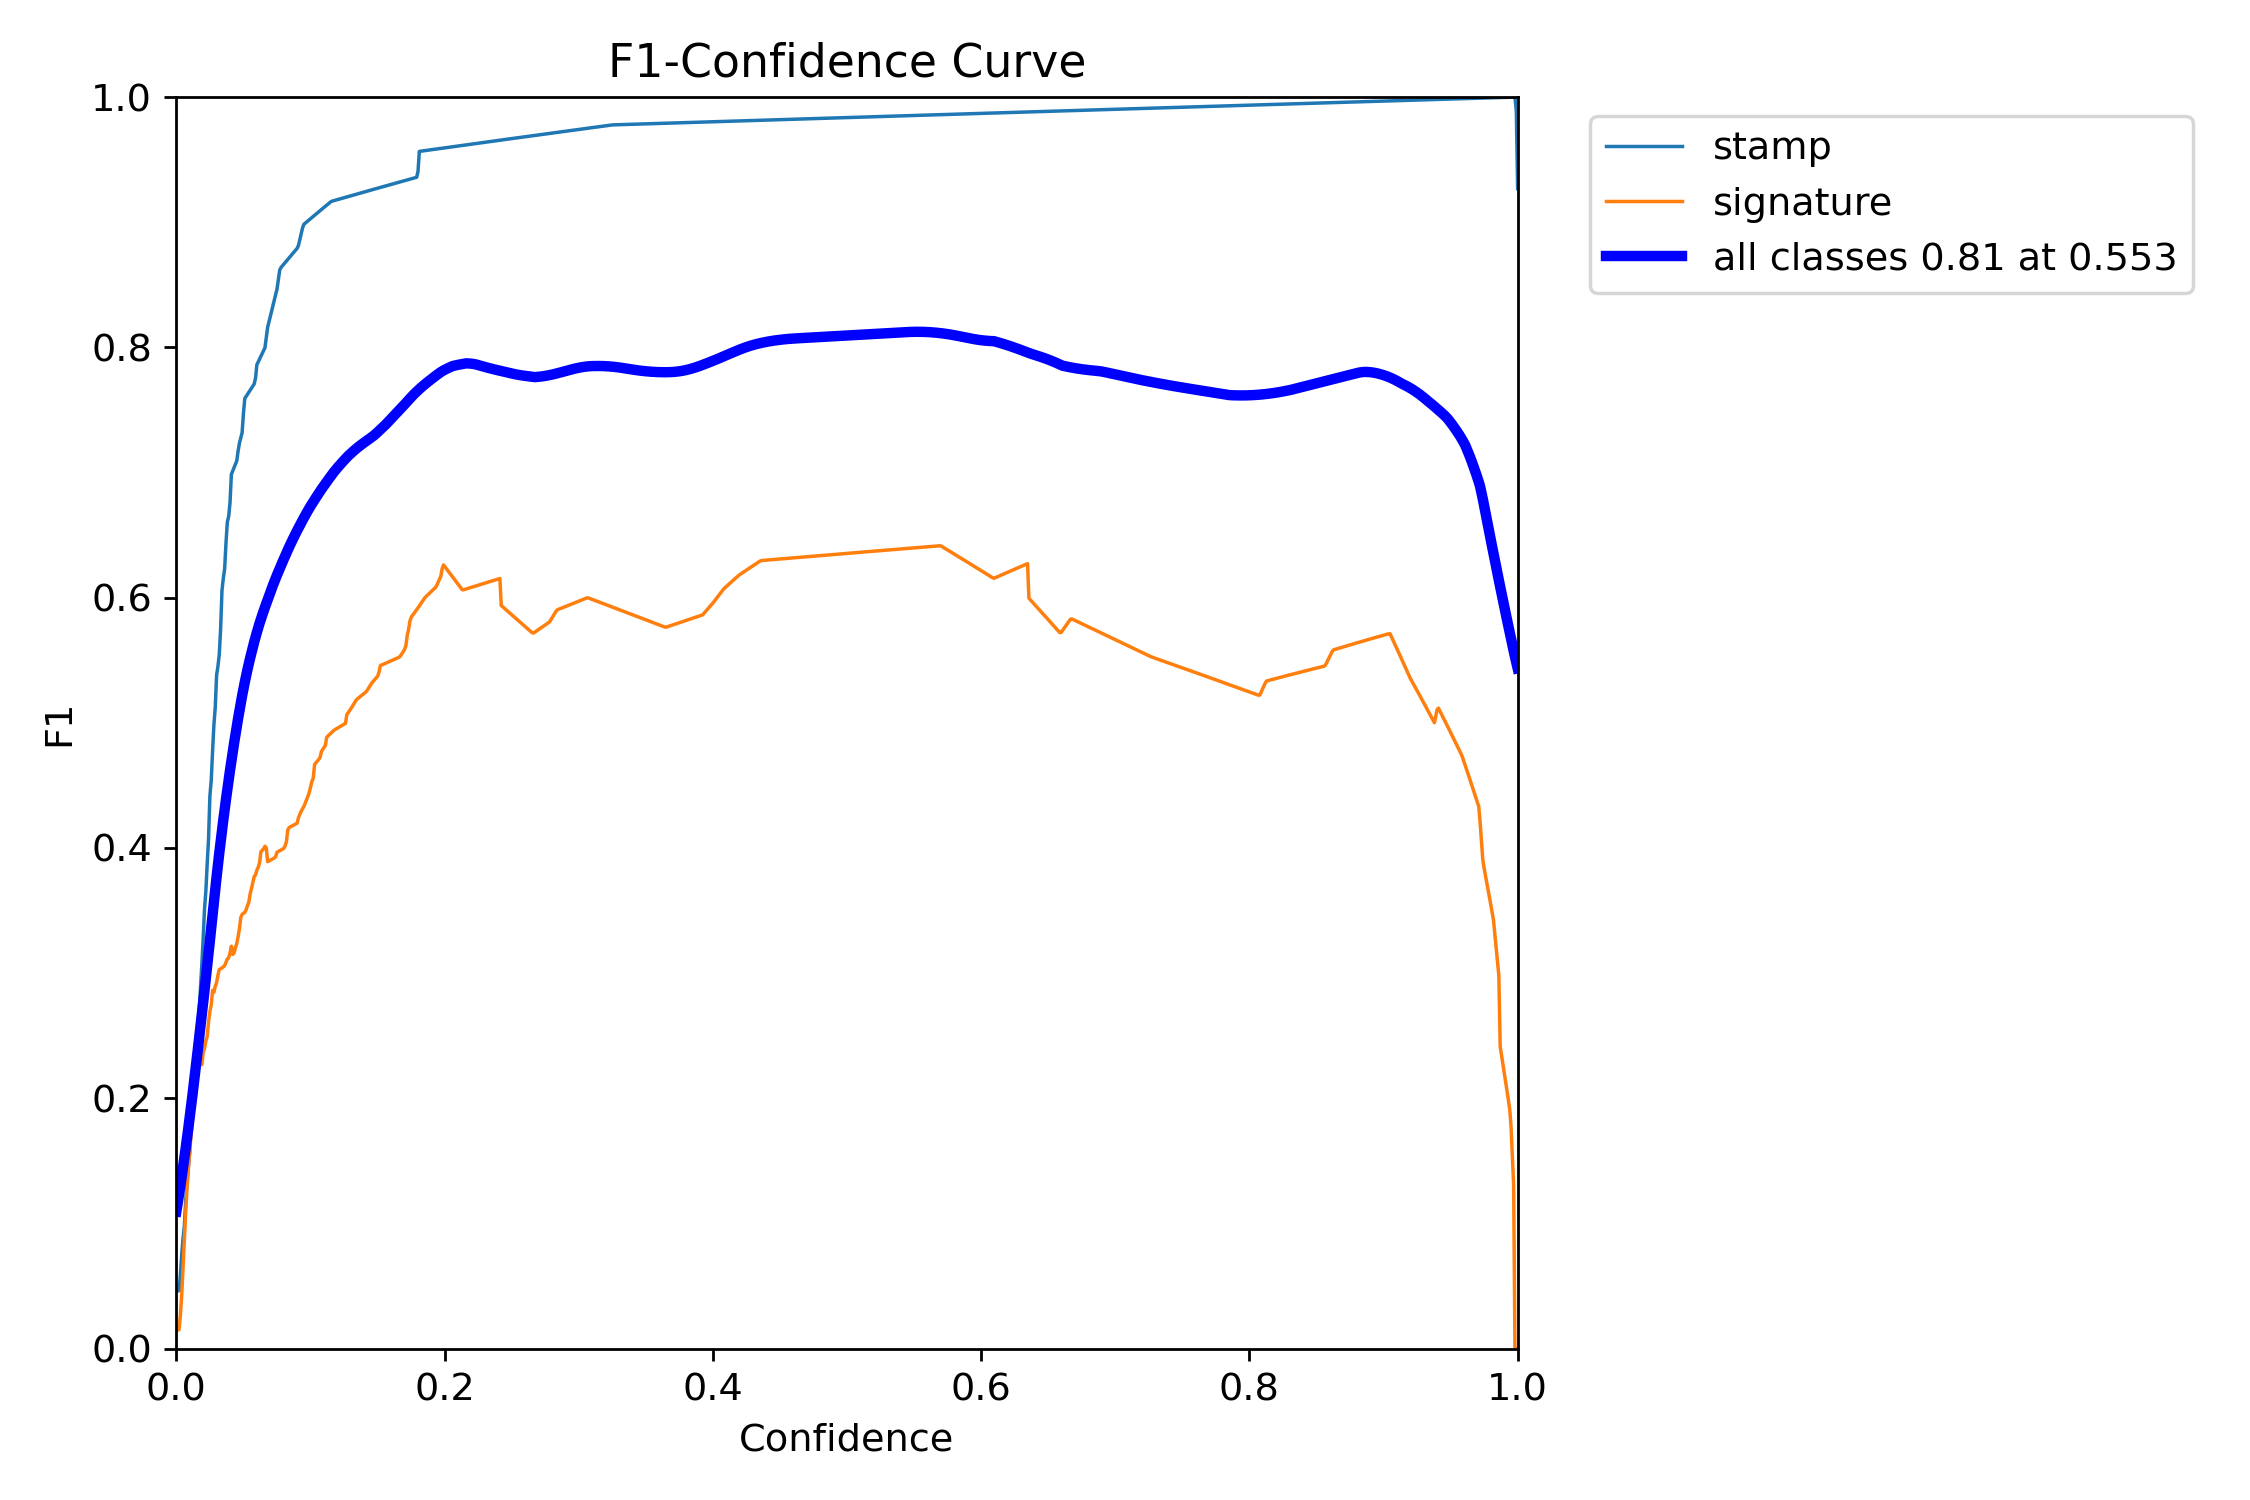 F1-Confidence Curve
1.0
0.8
0.6
0.4
0.2
0.0
F1
0.0 0.2 0.4 0.6 0.8 1.0
Confidence
stamp
signature
all classes 0.81 at 0.553